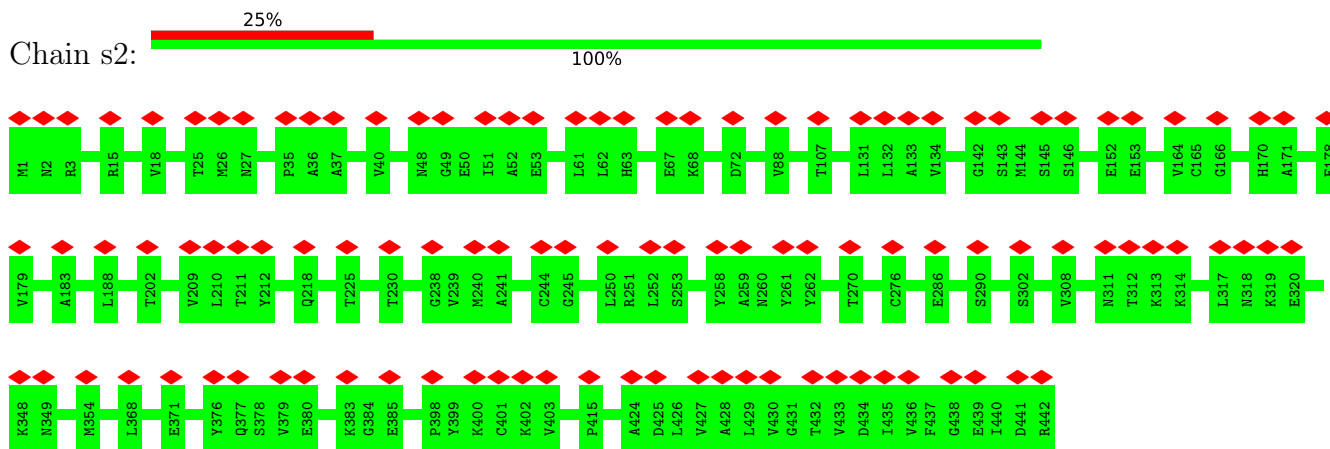 25%
Chain s2:
100%
M1 N2 R3 R15 V18 T25 M26 N27 P35 A36 A37 V40 N48 G49 E50 I51 A52 E53 L61 L62 H63 E67 K68 D72 V88 T107 L131 L132 A133 V134 G142 S143 M144 S145 S146 E152 E153 V164 C165 G166 H170 A171
V179 A183 L188 T202 V209 L210 T211 Y212 Q218 T225 T230 G238 V239 M240 A241 C244 G245 L250 R251 L252 S253 Y258 A259 N260 Y261 Y262 T270 C276 E286 S290 S302 V308 N311 T312 K313 K314 L317 N318 K319 E320
K348 N349 M354 L368 E371 Y376 Q377 S378 V379 E380 K383 G384 E385 P398 Y399 K400 C401 K402 V403 P415 A424 D425 L426 V427 A428 L429 V430 G431 T432 V433 D434 I435 V436 F437 G438 E439 I440 D441 R442